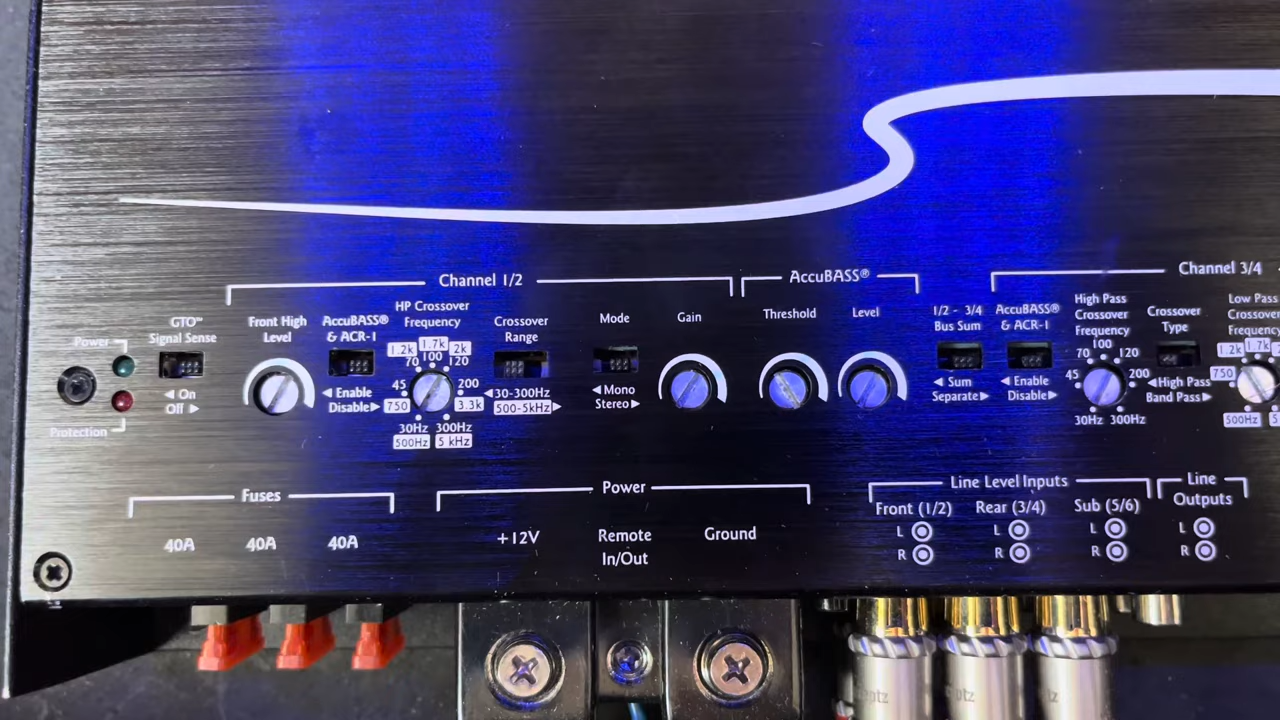 Channel 1/2
AccuBASS®
Channel 3/4
Power
Protection
GTO™
Signal Sense
◀ On
Off ▶
Front High
Level
AccuBASS®
& ACR-1
◀ Enable
Disable▶
HP Crossover
Frequency
1.2k 1.7k 2k
70 100 120
45 200
750 3.3k
30Hz 300Hz
500Hz 5 kHz
Crossover
Range
◀30-300Hz
500-5kHz▶
Mode
◀Mono
Stereo▶
Gain
Threshold
Level
1/2 - 3/4
Bus Sum
◀ Sum
Separate▶
AccuBASS®
& ACR-1
◀ Enable
Disable▶
High Pass
Crossover
Frequency
100
70 120
45 200
30Hz 300Hz
Crossover
Type
◀High Pass
Band Pass▶
Low Pass
Crossover
Frequency
1.2k 1.7k
750
500Hz
Fuses
40A 40A 40A
Power
+12V
Remote
In/Out
Ground
Line Level Inputs
Front (1/2) Rear (3/4) Sub (5/6)
L L L
R R R
Line
Outputs
L
R